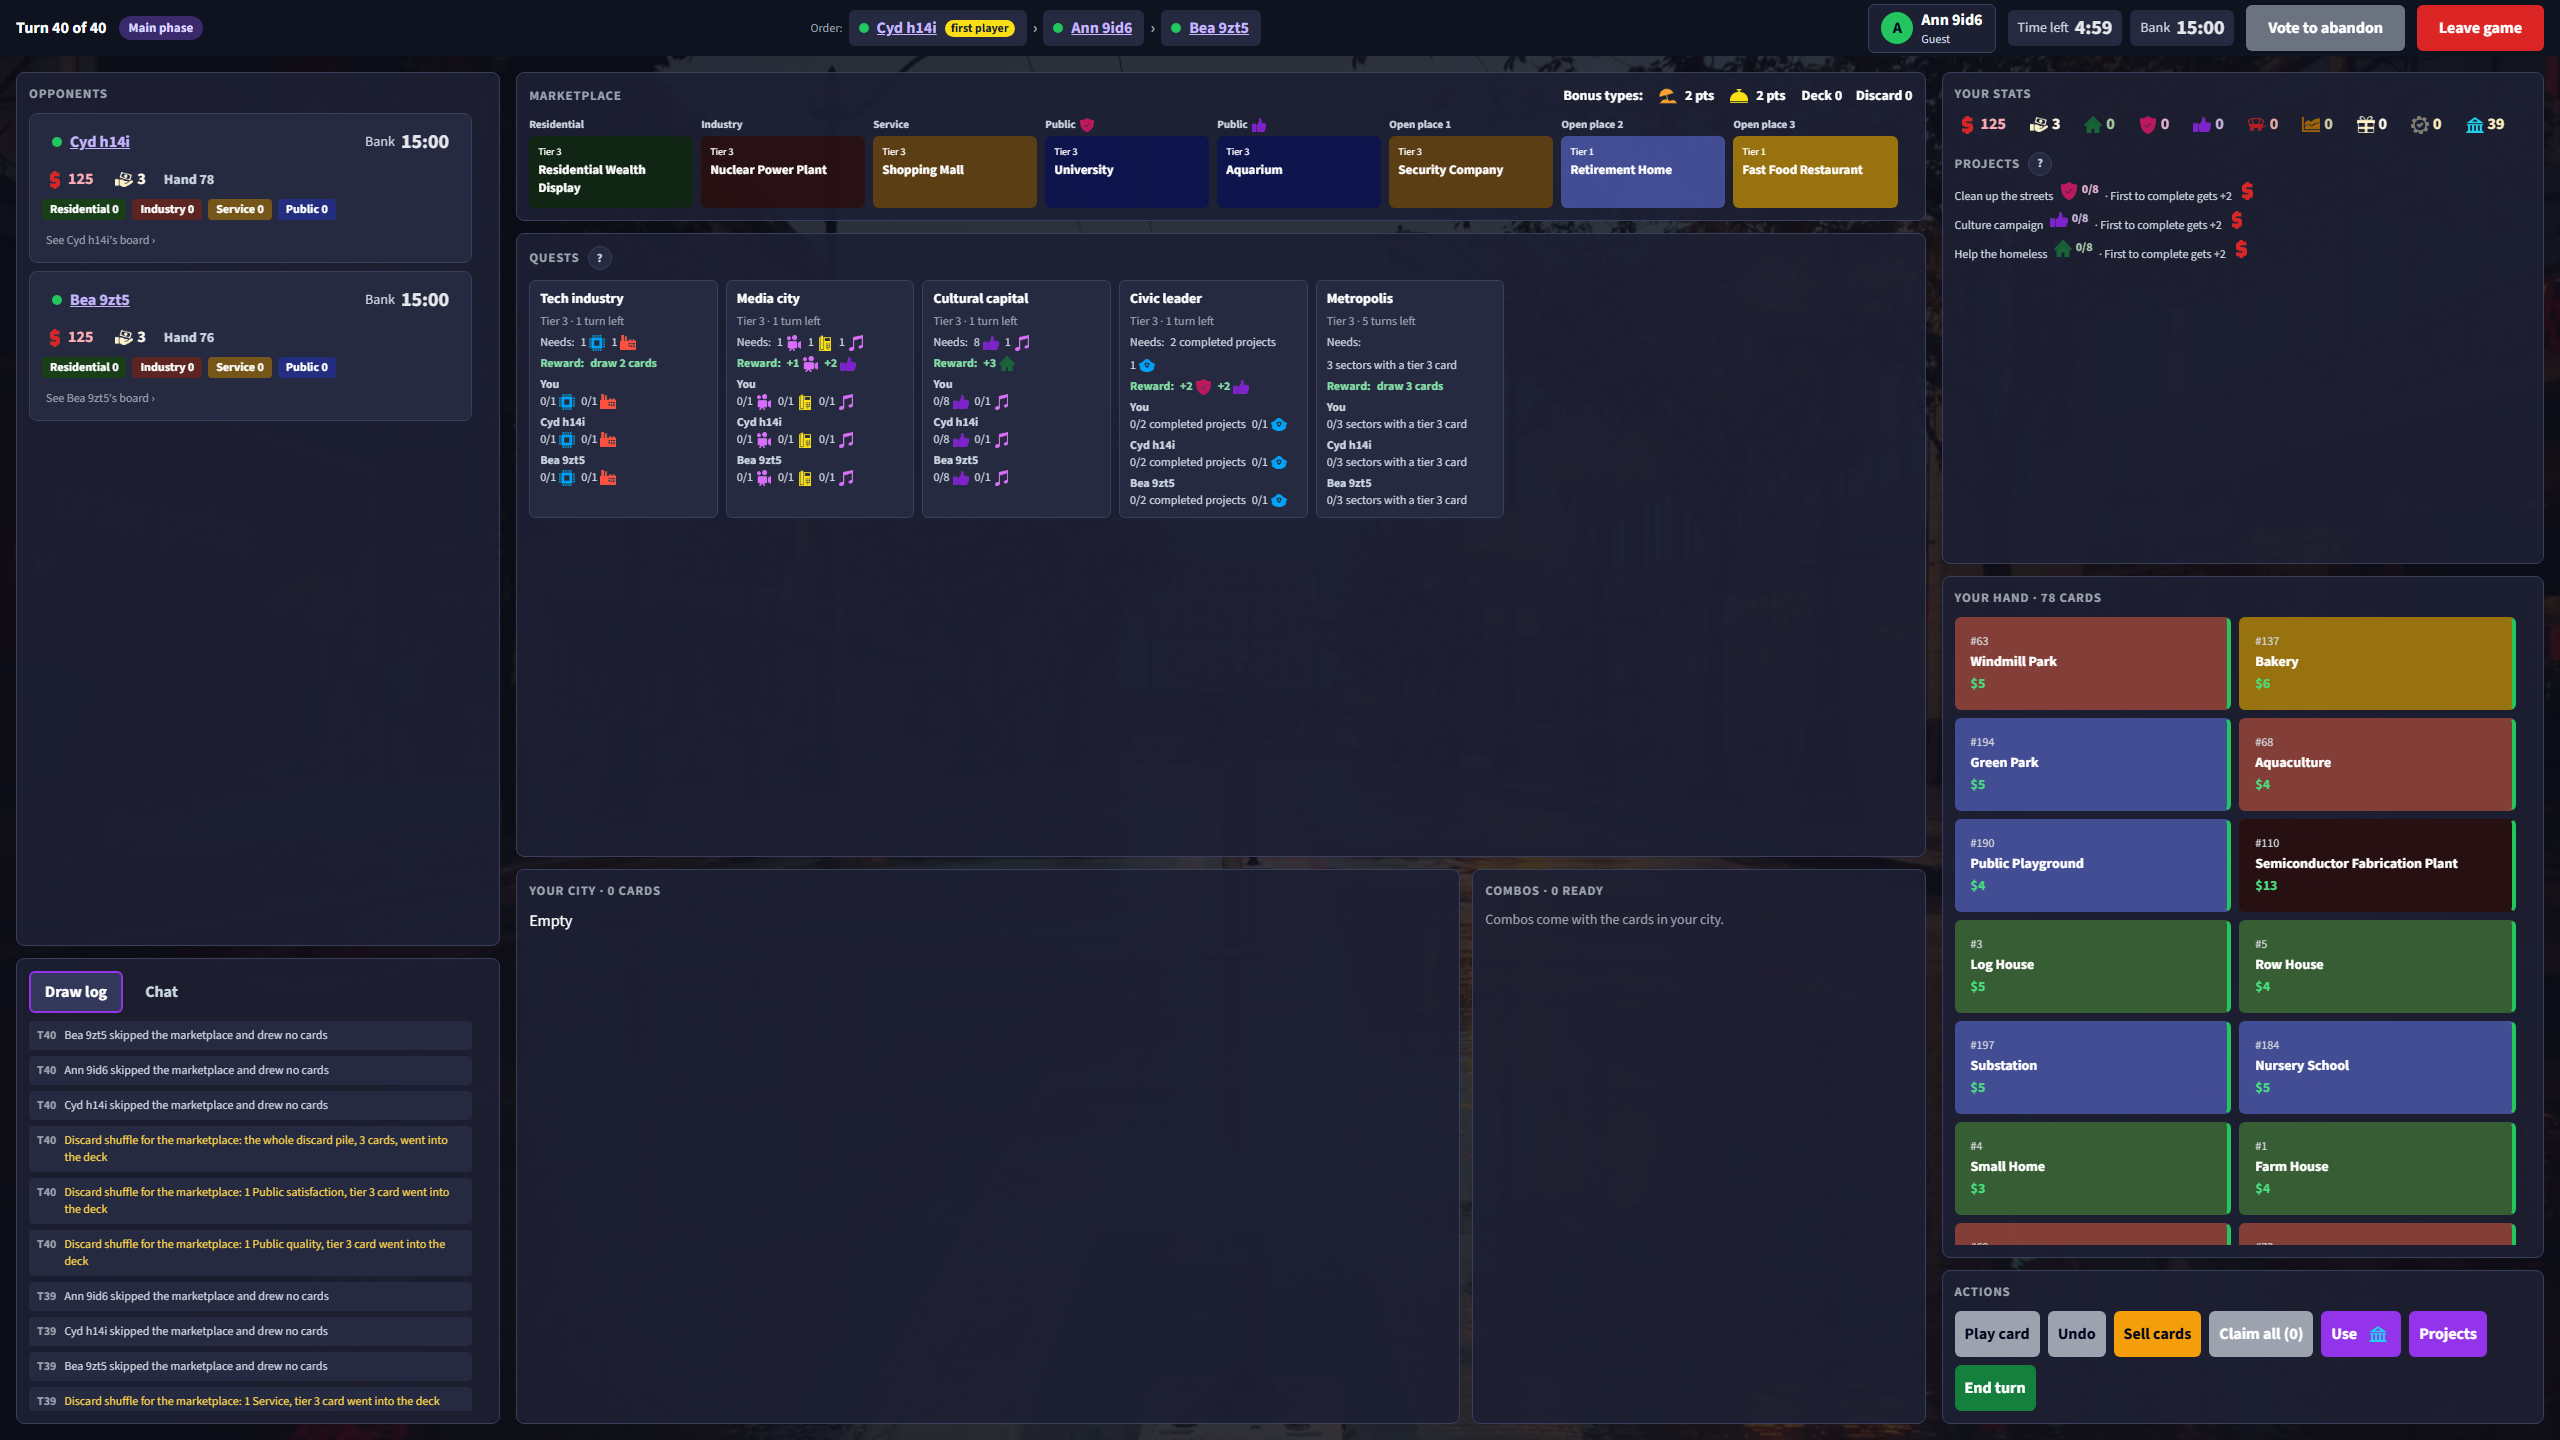 Turn 40 of 40 Main phase
Order: Cyd h14i first player › Ann 9id6 › Bea 9zt5
A Ann 9id6 Guest
Time left 4:59 Bank 15:00 Vote to abandon Leave game
OPPONENTS
Cyd h14i Bank 15:00
125 3 Hand 78
Residential 0 Industry 0 Service 0 Public 0
See Cyd h14i's board ›
Bea 9zt5 Bank 15:00
125 3 Hand 76
Residential 0 Industry 0 Service 0 Public 0
See Bea 9zt5's board ›
Draw log Chat
T40 Bea 9zt5 skipped the marketplace and drew no cards
T40 Ann 9id6 skipped the marketplace and drew no cards
T40 Cyd h14i skipped the marketplace and drew no cards
T40 Discard shuffle for the marketplace: the whole discard pile, 3 cards, went into
the deck
T40 Discard shuffle for the marketplace: 1 Public satisfaction, tier 3 card went into
the deck
T40 Discard shuffle for the marketplace: 1 Public quality, tier 3 card went into the
deck
T39 Ann 9id6 skipped the marketplace and drew no cards
T39 Cyd h14i skipped the marketplace and drew no cards
T39 Bea 9zt5 skipped the marketplace and drew no cards
T39 Discard shuffle for the marketplace: 1 Service, tier 3 card went into the deck
MARKETPLACE
Bonus types: 2 pts 2 pts Deck 0 Discard 0
Residential
Tier 3
Residential Wealth
Display
Industry
Tier 3
Nuclear Power Plant
Service
Tier 3
Shopping Mall
Public
Tier 3
University
Public
Tier 3
Aquarium
Open place 1
Tier 3
Security Company
Open place 2
Tier 1
Retirement Home
Open place 3
Tier 1
Fast Food Restaurant
QUESTS ?
Tech industry
Tier 3 · 1 turn left
Needs: 1 1
Reward: draw 2 cards
You
0/1 0/1
Cyd h14i
0/1 0/1
Bea 9zt5
0/1 0/1
Media city
Tier 3 · 1 turn left
Needs: 1 1 1
Reward: +1 +2
You
0/1 0/1 0/1
Cyd h14i
0/1 0/1 0/1
Bea 9zt5
0/1 0/1 0/1
Cultural capital
Tier 3 · 1 turn left
Needs: 8 1
Reward: +3
You
0/8 0/1
Cyd h14i
0/8 0/1
Bea 9zt5
0/8 0/1
Civic leader
Tier 3 · 1 turn left
Needs: 2 completed projects
1
Reward: +2 +2
You
0/2 completed projects 0/1
Cyd h14i
0/2 completed projects 0/1
Bea 9zt5
0/2 completed projects 0/1
Metropolis
Tier 3 · 5 turns left
Needs:
3 sectors with a tier 3 card
Reward: draw 3 cards
You
0/3 sectors with a tier 3 card
Cyd h14i
0/3 sectors with a tier 3 card
Bea 9zt5
0/3 sectors with a tier 3 card
YOUR CITY · 0 CARDS
Empty
COMBOS · 0 READY
Combos come with the cards in your city.
YOUR STATS
125 3 0 0 0 0 0 0 0 39
PROJECTS ?
Clean up the streets 0/8 · First to complete gets +2
Culture campaign 0/8 · First to complete gets +2
Help the homeless 0/8 · First to complete gets +2
YOUR HAND · 78 CARDS
#63
Windmill Park
$5
#137
Bakery
$6
#194
Green Park
$5
#68
Aquaculture
$4
#190
Public Playground
$4
#110
Semiconductor Fabrication Plant
$13
#3
Log House
$5
#5
Row House
$4
#197
Substation
$5
#184
Nursery School
$5
#4
Small Home
$3
#1
Farm House
$4
ACTIONS
Play card Undo Sell cards Claim all (0) Use Projects
End turn